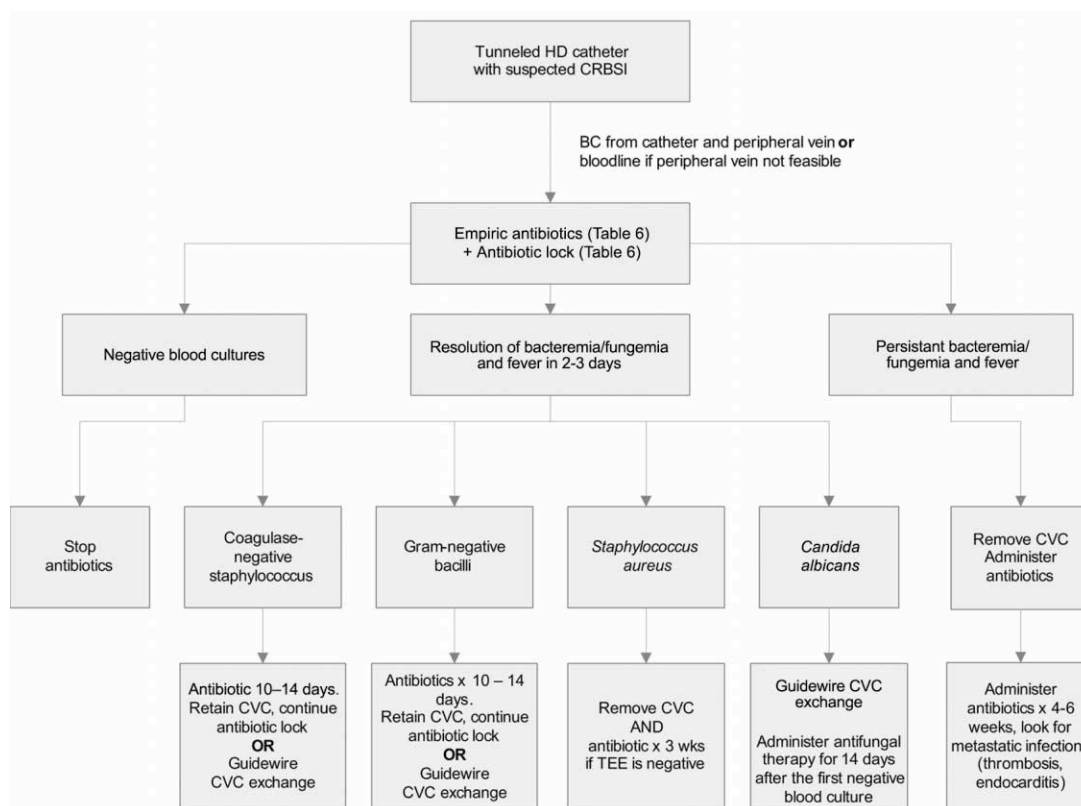 Tunneled HD catheter
with suspected CRBSI
BC from catheter and peripheral vein or
bloodline if peripheral vein not feasible
Empiric antibiotics (Table 6)
+ Antibiotic lock (Table 6)
Negative blood cultures
Resolution of bacteremia/fungemia
and fever in 2-3 days
Persistant bacteremia/
fungemia and fever
Stop
antibiotics
Coagulase-
negative
staphylococcus
Gram-negative
bacilli
Staphylococcus
aureus
Candida
albicans
Remove CVC
Administer
antibiotics
Antibiotic 10–14 days.
Retain CVC, continue
antibiotic lock
OR
Guidewire
CVC exchange
Antibiotics x 10 – 14
days.
Retain CVC, continue
antibiotic lock
OR
Guidewire
CVC exchange
Remove CVC
AND
antibiotic x 3 wks
if TEE is negative
Guidewire CVC
exchange
Administer antifungal
therapy for 14 days
after the first negative
blood culture
Administer
antibiotics x 4-6
weeks, look for
metastatic infection
(thrombosis,
endocarditis)